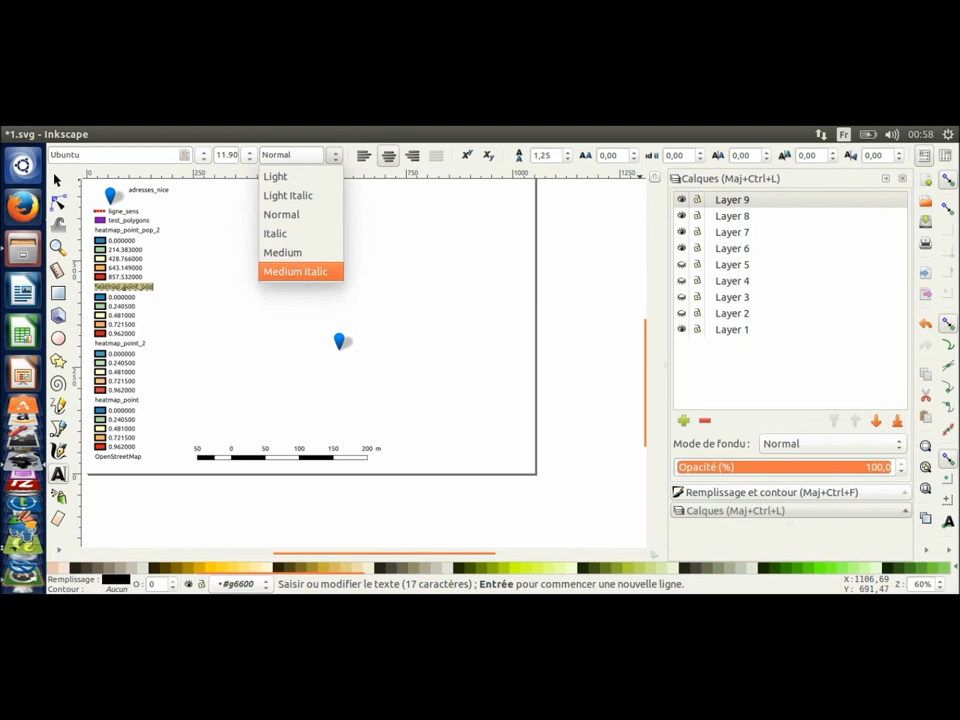 *1.svg - Inkscape
Fr
00:58
Ubuntu
11.90
Normal
1,25
0,00
0,00
0,00
0,00
0,00
Light
Light Italic
Normal
Italic
Medium
Medium Italic
0
250
750
1000
1250
adresses_nice
ligne_sens
test_polygons
heatmap_point_pop_2
0.000000
214.383000
428.766000
643.149000
857.532000
heatmap_point_pop
0.000000
0.240500
0.481000
0.721500
0.962000
heatmap_point_2
0.000000
0.240500
0.481000
0.721500
0.962000
heatmap_point
0.000000
0.240500
0.481000
0.721500
0.962000
OpenStreetMap
50 0 50 100 150 200 m
Calques (Maj+Ctrl+L)
Layer 9
Layer 8
Layer 7
Layer 6
Layer 5
Layer 4
Layer 3
Layer 2
Layer 1
Mode de fondu :
Normal
Opacité (%)
100,0
Remplissage et contour (Maj+Ctrl+F)
Calques (Maj+Ctrl+L)
Remplissage :
Contour :
Aucun
O :
0
•#g6600
Saisir ou modifier le texte (17 caractères) ; Entrée pour commencer une nouvelle ligne.
X:1106,69
Y: 691,47
Z :
60%